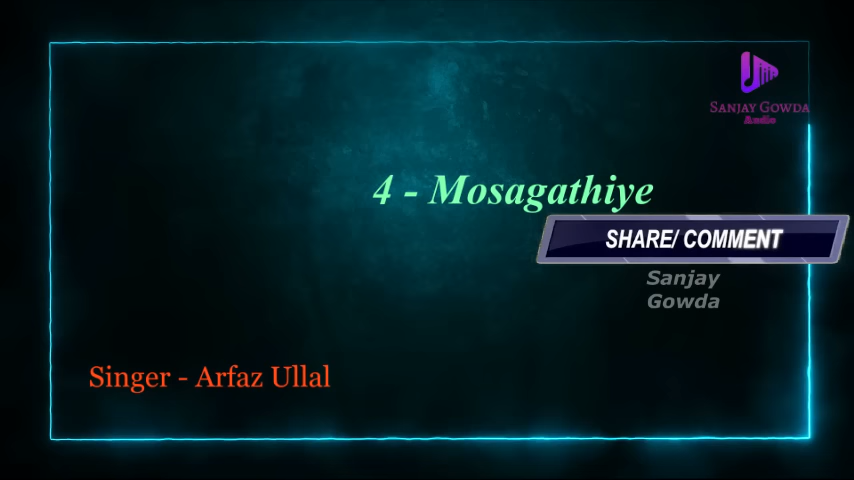 SANJAY GOWDA
Audio
4 - Mosagathiye
SHARE/ COMMENT
Sanjay
Gowda
Singer - Arfaz Ullal